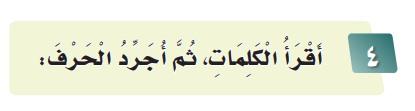 ٤ أَقْرَأُ الْكَلِمَاتِ، ثُمَّ أُجَرِّدُ الْحَرْفَ: